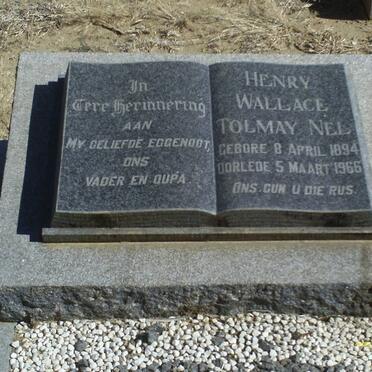 In
Tere Herinnering
AAN
MY GELIEFDE EGGENOOT,
ONS
VADER EN OUPA.
HENRY
WALLACE
TOLMAY NEL
GEBORE 8 APRIL 1894
OORLEDE 5 MAART 1966
ONS GUN U DIE RUS.